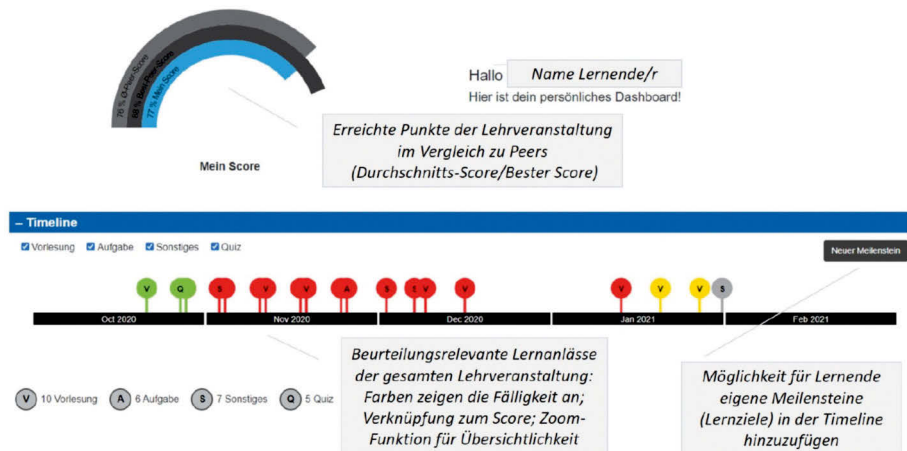 76 % Ø-Peer-Score
88 % Best-Peer-Score
77 % Mein Score
Mein Score
Hallo
Name Lernende/r
Hier ist dein persönliches Dashboard!
Erreichte Punkte der Lehrveranstaltung
im Vergleich zu Peers
(Durchschnitts-Score/Bester Score)
– Timeline
Vorlesung Aufgabe Sonstiges Quiz
Neuer Meilenstein
V Q S V V A S S V V V V V S
Oct 2020 Nov 2020 Dec 2020 Jan 2021 Feb 2021
V 10 Vorlesung A 6 Aufgabe S 7 Sonstiges Q 5 Quiz
Beurteilungsrelevante Lernanlässe
der gesamten Lehrveranstaltung:
Farben zeigen die Fälligkeit an;
Verknüpfung zum Score; Zoom-
Funktion für Übersichtlichkeit
Möglichkeit für Lernende
eigene Meilensteine
(Lernziele) in der Timeline
hinzuzufügen